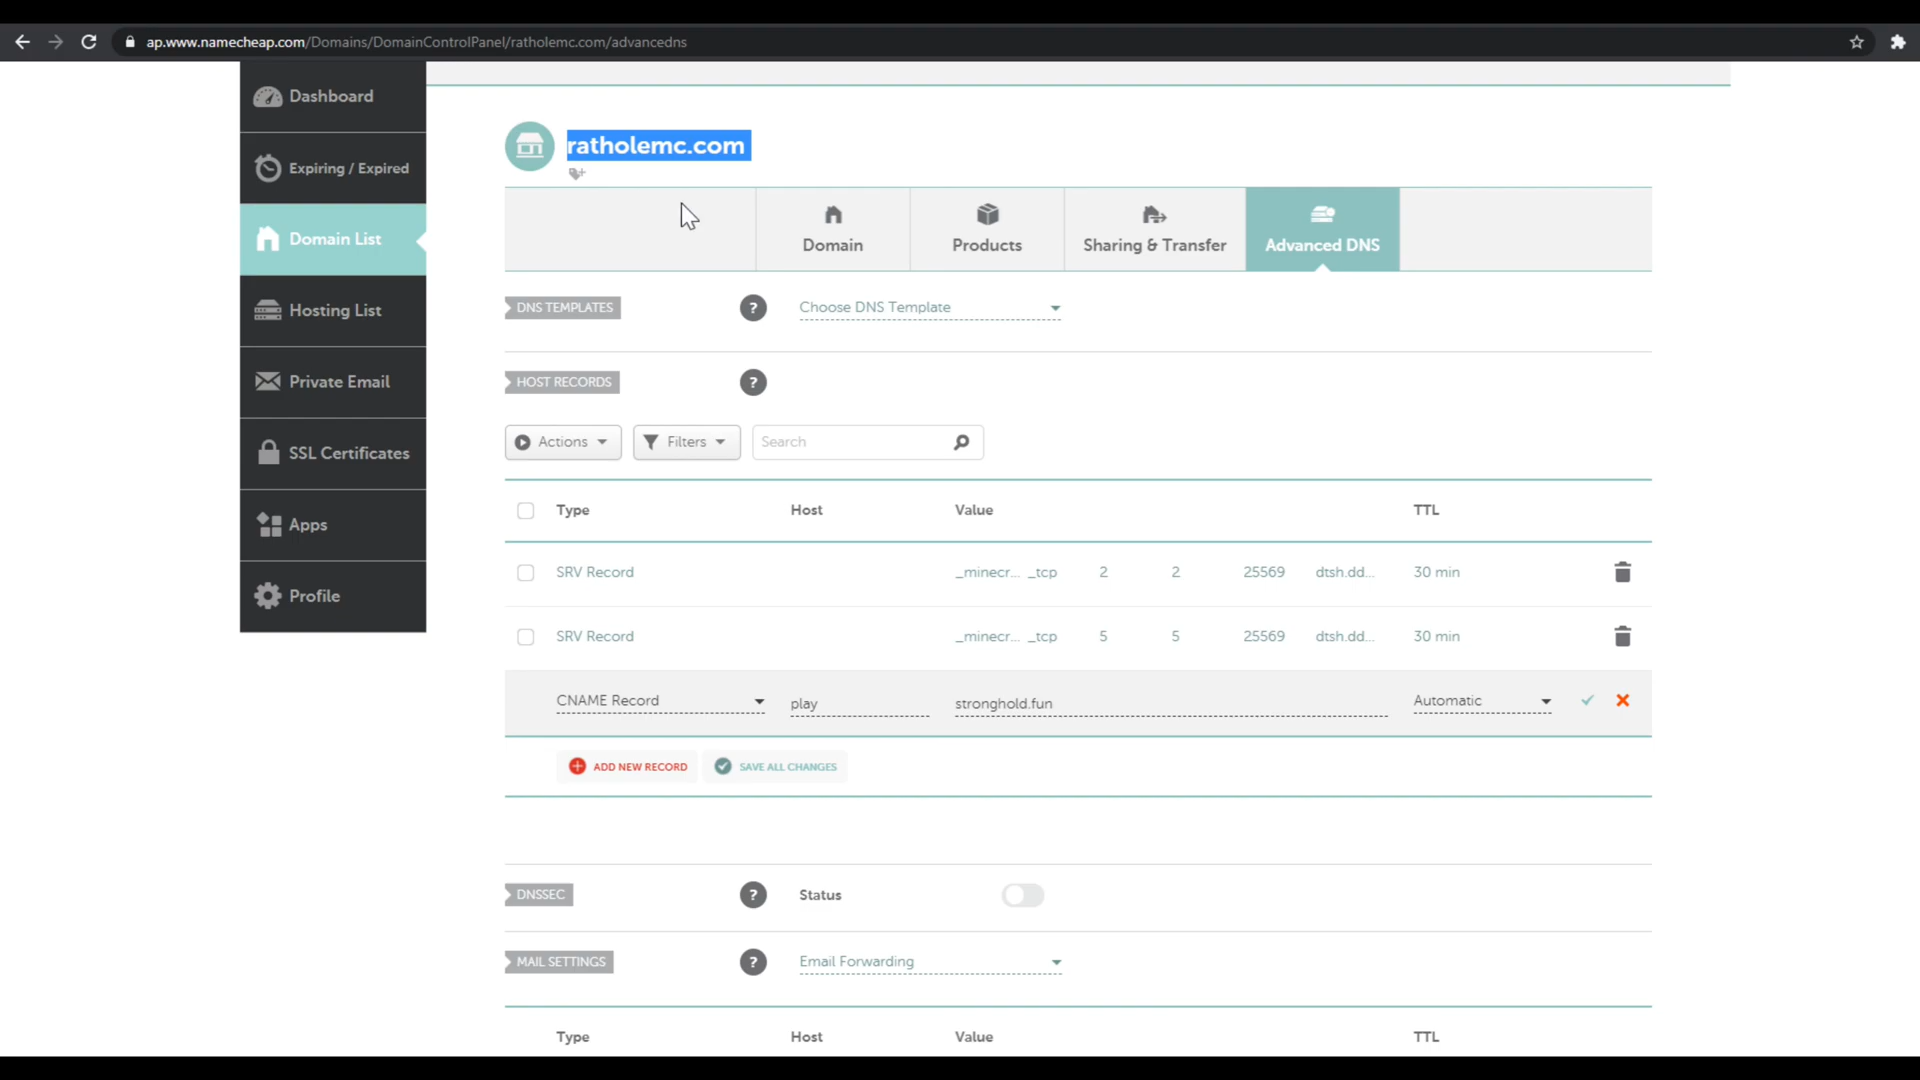 ap.www.namecheap.com/Domains/DomainControlPanel/ratholemc.com/advancedns
Dashboard
Expiring / Expired
Domain List
Hosting List
Private Email
SSL Certificates
Apps
Profile
ratholemc.com
Domain
Products
Sharing & Transfer
Advanced DNS
DNS TEMPLATES
?
Choose DNS Template
HOST RECORDS
?
Actions
Filters
Search
Type Host Value TTL
SRV Record _minecr... _tcp 2 2 25569 dtsh.dd... 30 min
SRV Record _minecr... _tcp 5 5 25569 dtsh.dd... 30 min
CNAME Record play stronghold.fun Automatic
ADD NEW RECORD
SAVE ALL CHANGES
DNSSEC
?
Status
MAIL SETTINGS
?
Email Forwarding
Type Host Value TTL